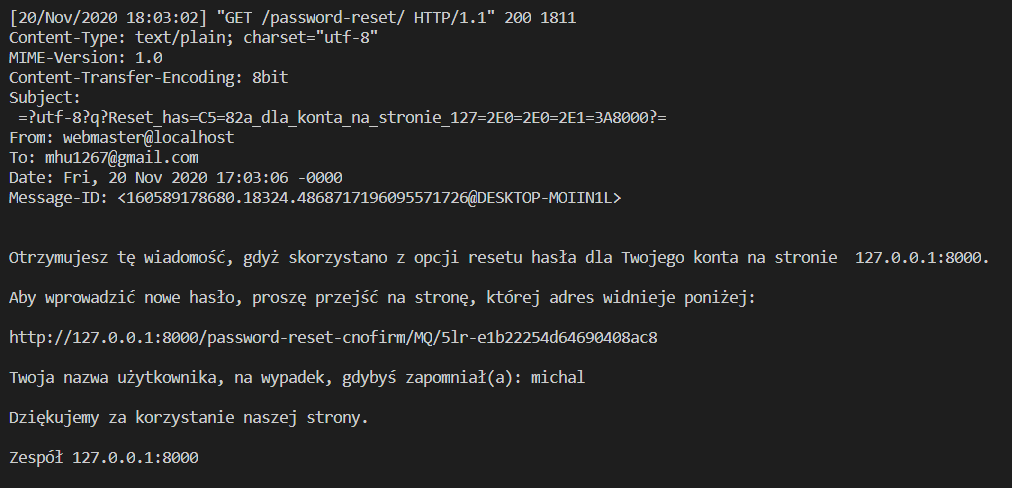 [20/Nov/2020 18:03:02] "GET /password-reset/ HTTP/1.1" 200 1811
Content-Type: text/plain; charset="utf-8"
MIME-Version: 1.0
Content-Transfer-Encoding: 8bit
Subject:
 =?utf-8?q?Reset_has=C5=82a_dla_konta_na_stronie_127=2E0=2E0=2E1=3A8000?=
From: webmaster@localhost
To: mhu1267@gmail.com
Date: Fri, 20 Nov 2020 17:03:06 -0000
Message-ID: <160589178680.18324.4868717196095571726@DESKTOP-MOIIN1L>
Otrzymujesz tę wiadomość, gdyż skorzystano z opcji resetu hasła dla Twojego konta na stronie  127.0.0.1:8000.
Aby wprowadzić nowe hasło, proszę przejść na stronę, której adres widnieje poniżej:
http://127.0.0.1:8000/password-reset-cnofirm/MQ/5lr-e1b22254d64690408ac8
Twoja nazwa użytkownika, na wypadek, gdybyś zapomniał(a): michal
Dziękujemy za korzystanie naszej strony.
Zespół 127.0.0.1:8000